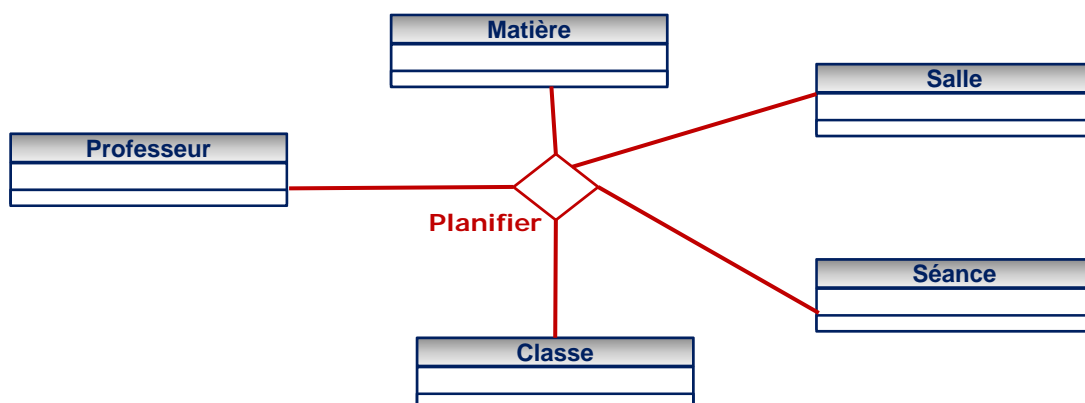 Matière
Salle
Professeur
Planifier
Séance
Classe